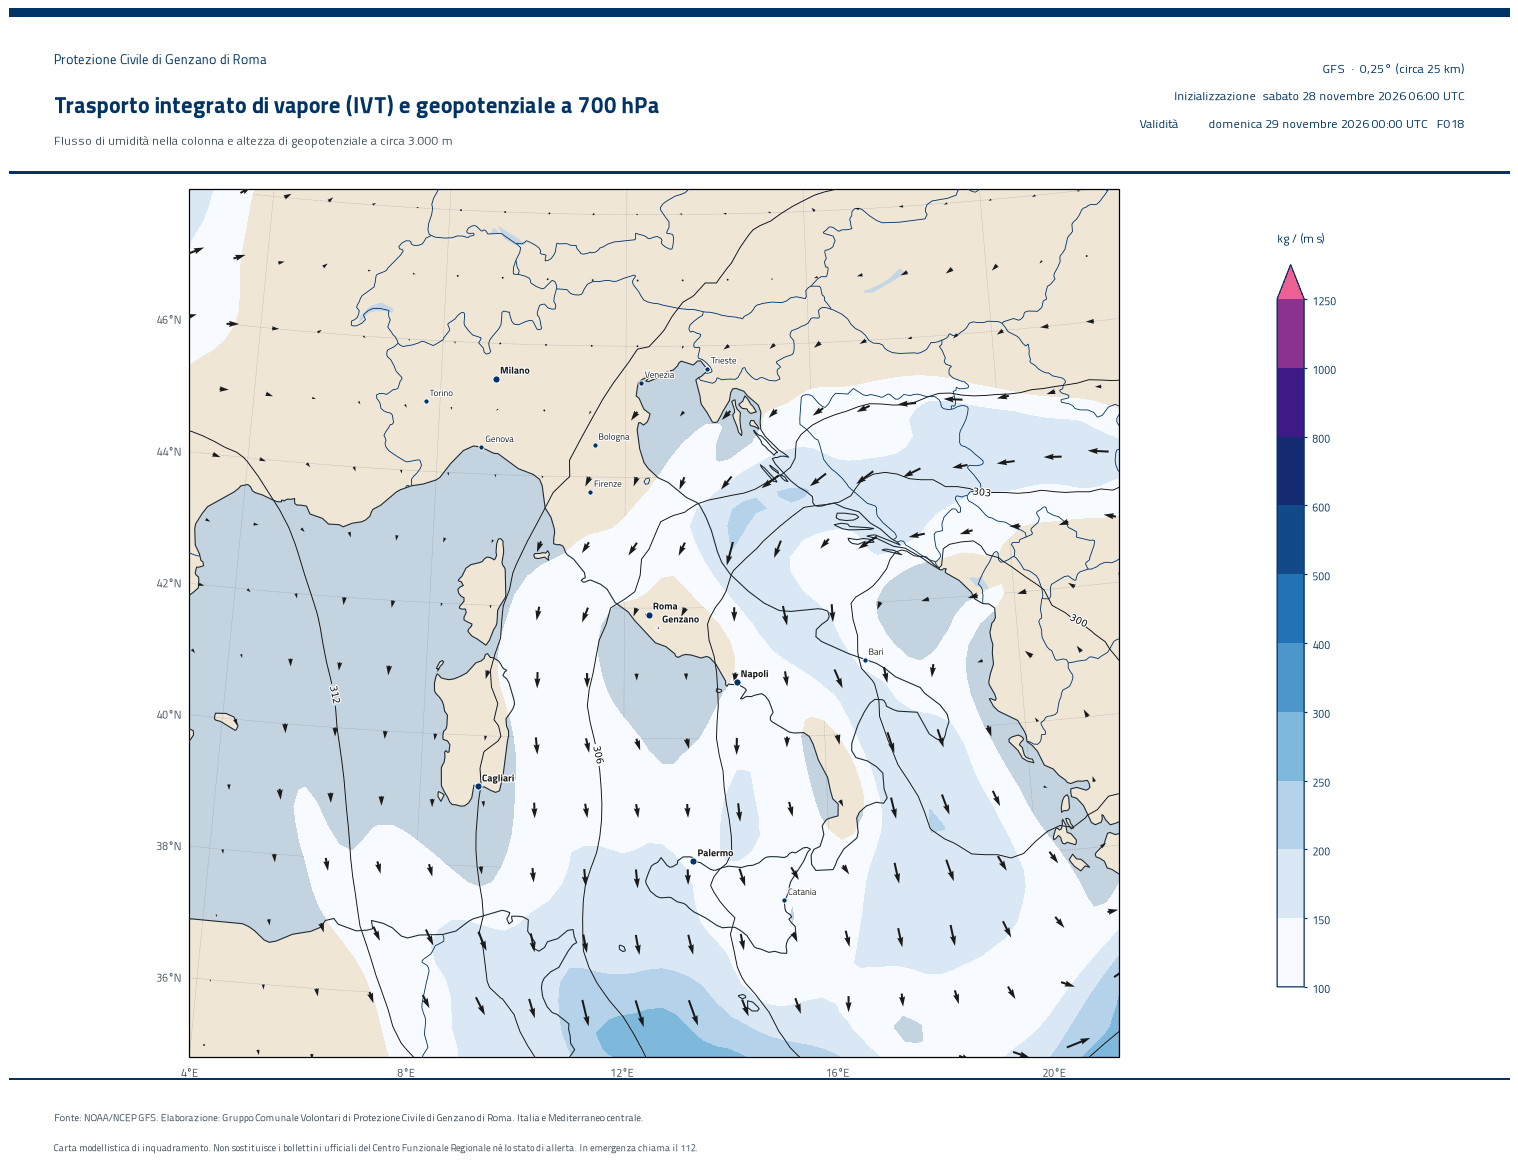 Protezione Civile di Genzano di Roma
Trasporto integrato di vapore (IVT) e geopotenziale a 700 hPa
Flusso di umidità nella colonna e altezza di geopotenziale a circa 3.000 m
GFS · 0,25° (circa 25 km)
Inizializzazione sabato 28 novembre 2026 06:00 UTC
Validità domenica 29 novembre 2026 00:00 UTC F018
kg / (m s)
1250
1000
800
600
500
400
300
250
200
150
100
46°N
44°N
42°N
40°N
38°N
36°N
4°E
8°E
12°E
16°E
20°E
Trieste
Venezia
Milano
Torino
Genova
Bologna
Firenze
303
Roma
Genzano
300
Bari
Napoli
312
306
Cagliari
Palermo
Catania
Fonte: NOAA/NCEP GFS. Elaborazione: Gruppo Comunale Volontari di Protezione Civile di Genzano di Roma. Italia e Mediterraneo centrale.
Carta modellistica di inquadramento. Non sostituisce i bollettini ufficiali del Centro Funzionale Regionale né lo stato di allerta. In emergenza chiama il 112.